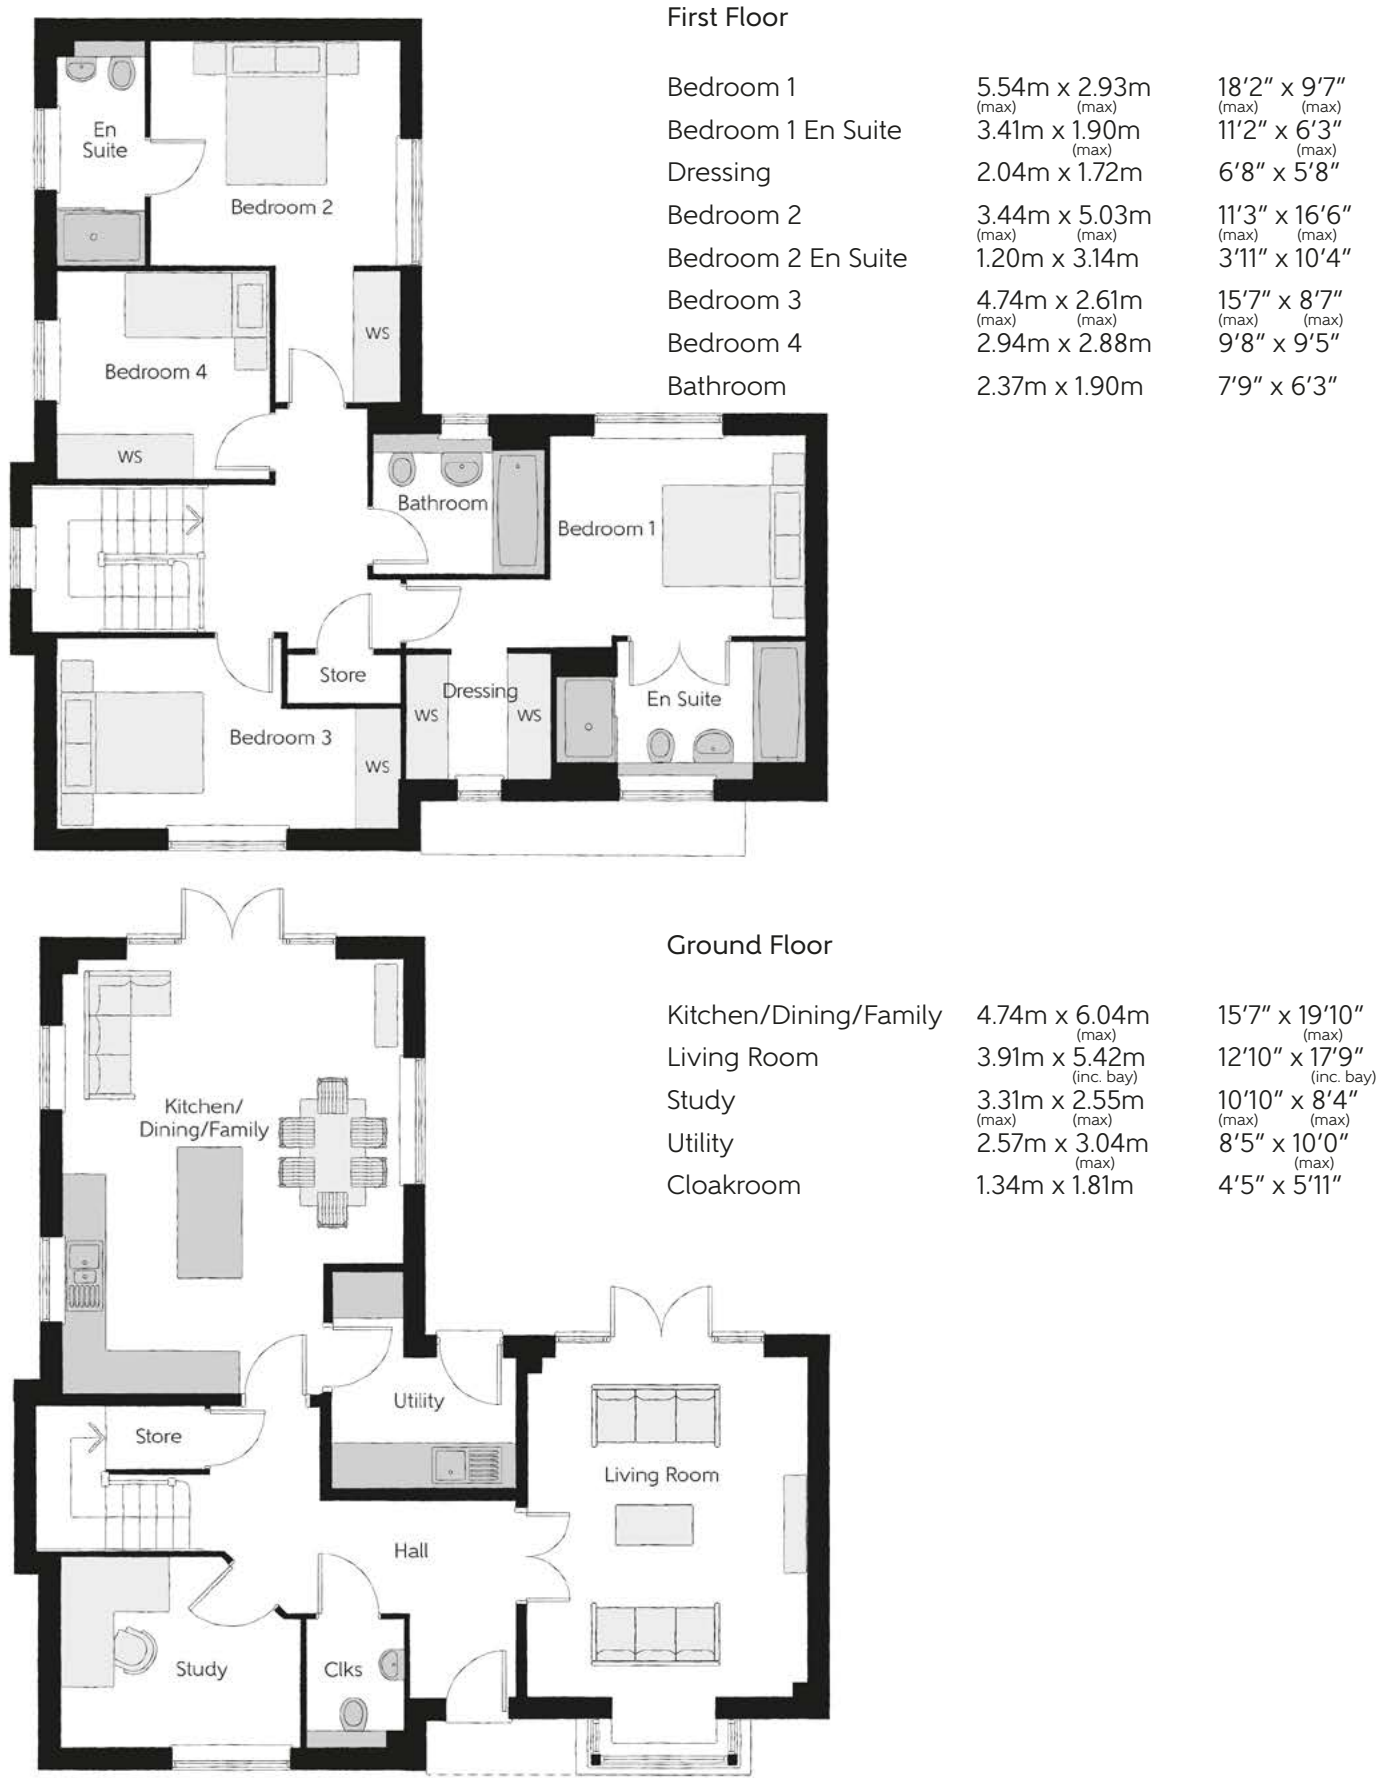 First Floor
Bedroom 1 5.54m x 2.93m 18’2” x 9’7”
(max) (max) (max) (max)
Bedroom 1 En Suite 3.41m x 1.90m 11’2” x 6’3”
(max) (max)
Dressing 2.04m x 1.72m 6’8” x 5’8”
Bedroom 2 3.44m x 5.03m 11’3” x 16’6”
(max) (max) (max) (max)
Bedroom 2 En Suite 1.20m x 3.14m 3’11” x 10’4”
Bedroom 3 4.74m x 2.61m 15’7” x 8’7”
(max) (max) (max) (max)
Bedroom 4 2.94m x 2.88m 9’8” x 9’5”
Bathroom 2.37m x 1.90m 7’9” x 6’3”
En
Suite
Bedroom 2
WS
Bedroom 4
WS
Bathroom
Bedroom 1
Store
Dressing
En Suite
WS
WS
Bedroom 3
WS
Ground Floor
Kitchen/Dining/Family 4.74m x 6.04m 15’7” x 19’10”
(max) (max)
Living Room 3.91m x 5.42m 12’10” x 17’9”
(inc. bay) (inc. bay)
Study 3.31m x 2.55m 10’10” x 8’4”
(max) (max) (max) (max)
Utility 2.57m x 3.04m 8’5” x 10’0”
(max) (max)
Cloakroom 1.34m x 1.81m 4’5” x 5’11”
Kitchen/
Dining/Family
Utility
Store
Living Room
Hall
Study
Clks